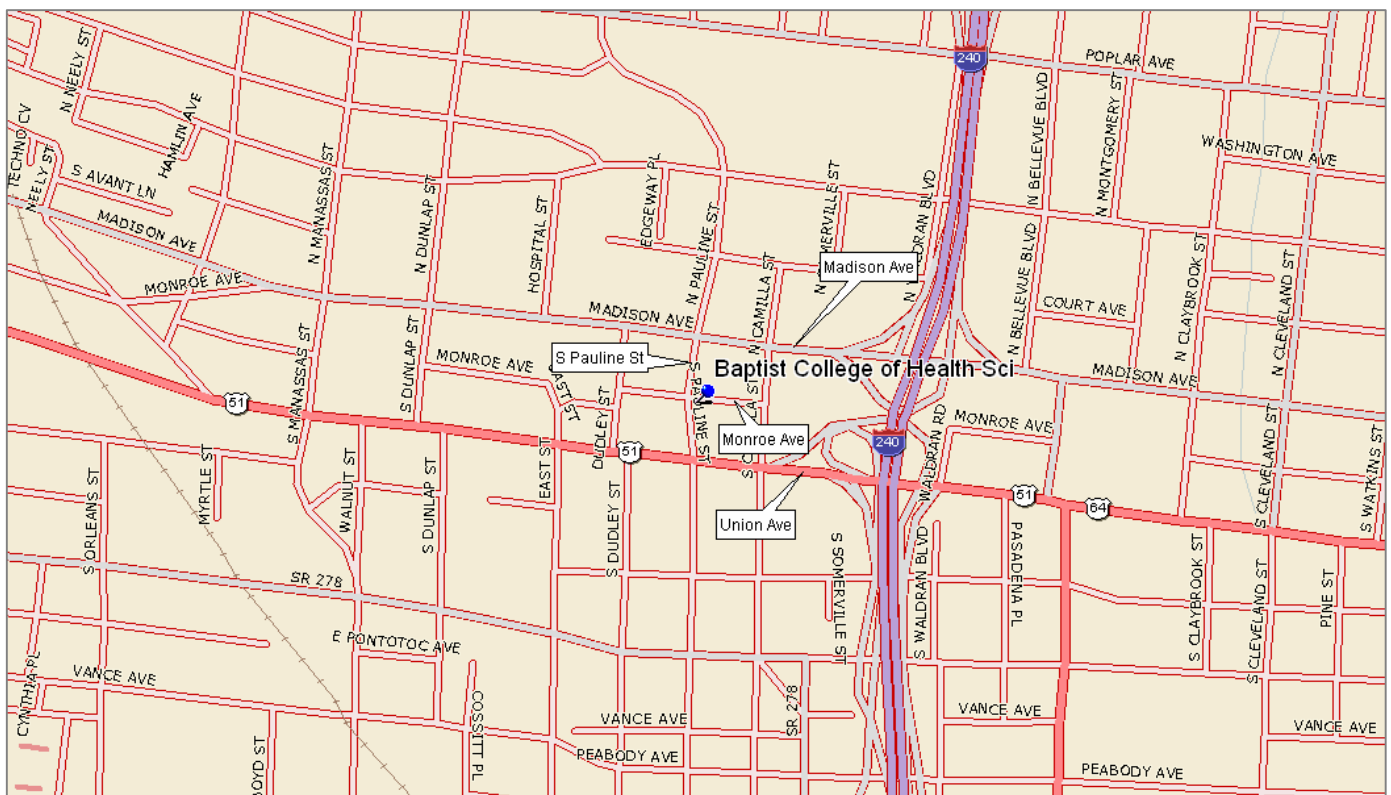 240
POPLAR AVE
N NEELY ST
N BELLEVUE BLVD
N MONTGOMERY ST
TECHNO CV
HAMLIN AVE
WASHINGTON AVE
NEELY ST
S AVANT LN
N MANASSAS ST
N DUNLAP ST
EDGEWAY PL
MADISON AVE
HOSPITAL ST
N PAULINE ST
Madison Ave
N BELLEVUE BLVD
N CLAYBROOK ST
N CLEVELAND ST
MONROE AVE
N CAMILLA ST
COURT AVE
MADISON AVE
S MANASSAS ST
S DUNLAP ST
MONROE AVE
S Pauline St
Baptist College of Health Sci
MADISON AVE
51
EAST ST
DUDLEY ST
S PAULINE ST
Monroe Ave
240
WALDRAN RD
MONROE AVE
51
S ORLEANS ST
MYRTLE ST
WALNUT ST
S DUNLAP ST
EAST ST
S DUDLEY ST
Union Ave
51
64
S CLEVELAND ST
S WATKINS ST
SR 278
S SOMERVILLE ST
S WALDRAN BLVD
PASADENA PL
S CLAYBROOK ST
S CLEVELAND ST
PINE ST
E PONTOTOC AVE
CYNTHIA PL
VANCE AVE
COSSITT PL
VANCE AVE
SR 278
VANCE AVE
VANCE AVE
BOYD ST
PEABODY AVE
PEABODY AVE